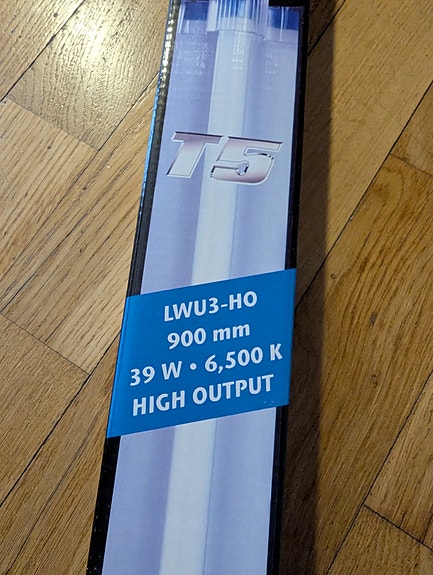 T5
LWU3-HO
900 mm
39 W • 6,500 K
HIGH OUTPUT